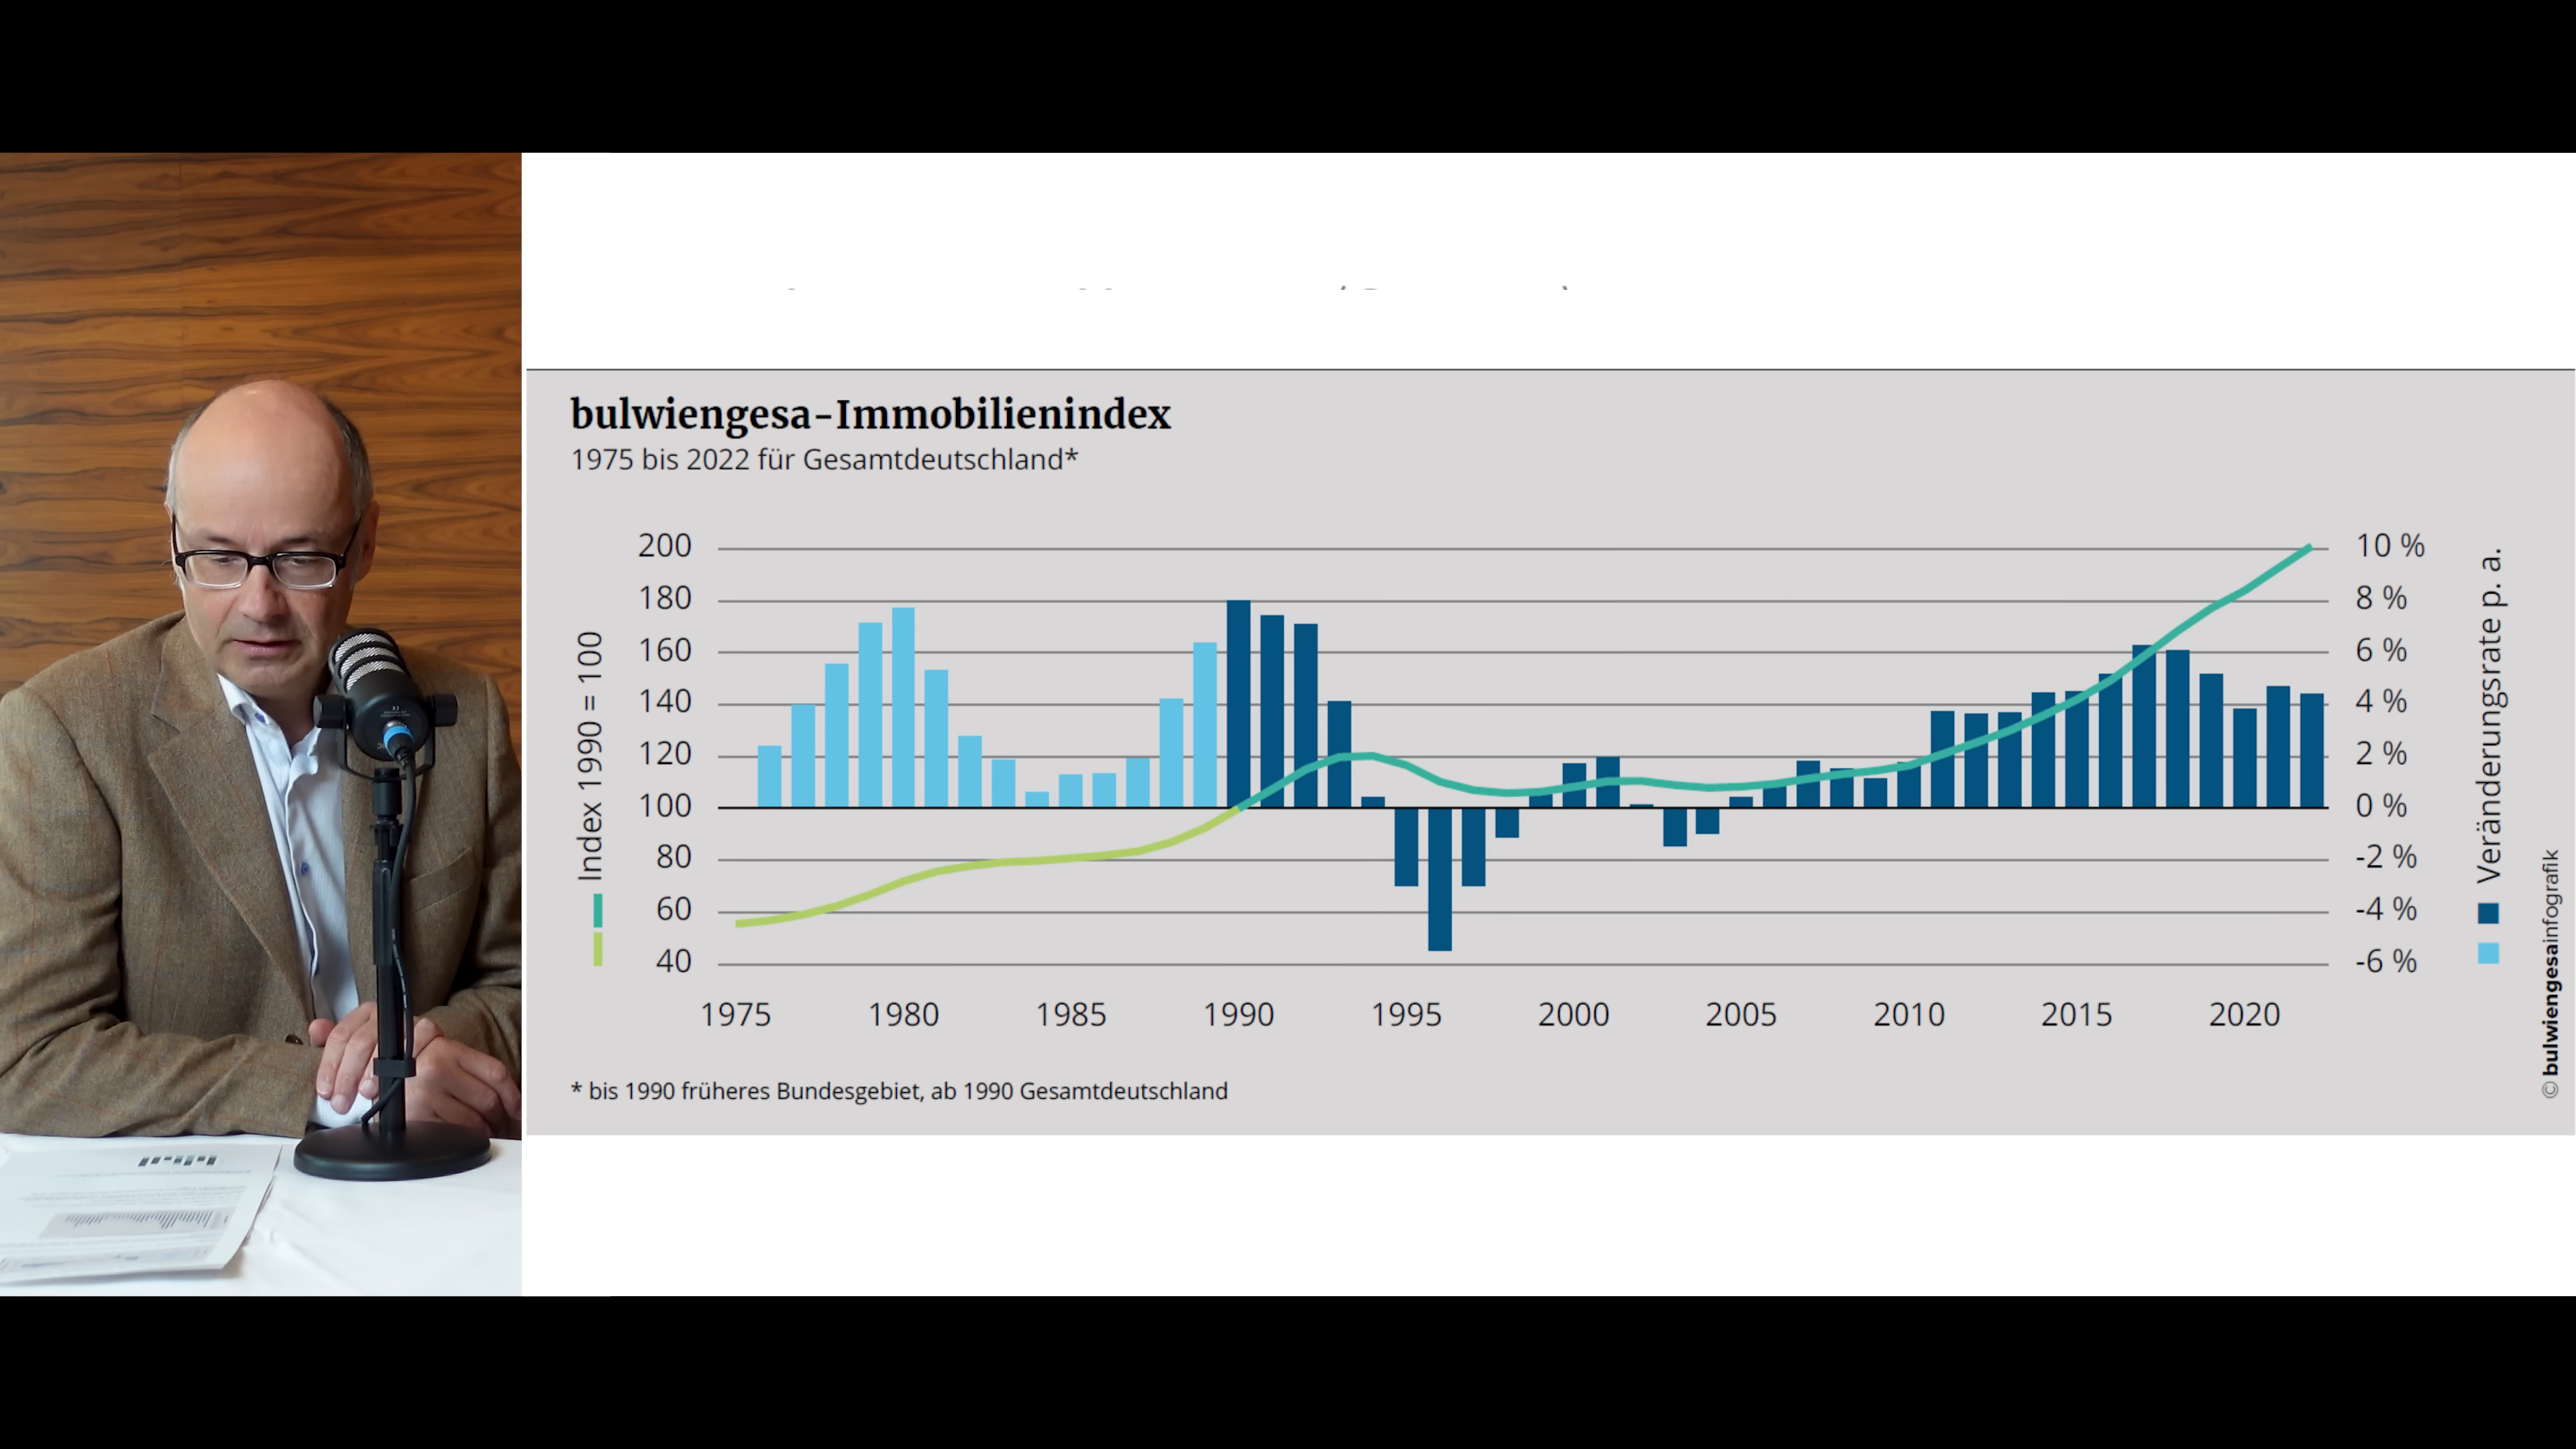 bulwiengesa-Immobilienindex
1975 bis 2022 für Gesamtdeutschland*
Index 1990 = 100
200
180
160
140
120
100
80
60
40
10 %
8 %
6 %
4 %
2 %
0 %
-2 %
-4 %
-6 %
Veränderungsrate p. a.
1975 1980 1985 1990 1995 2000 2005 2010 2015 2020
* bis 1990 früheres Bundesgebiet, ab 1990 Gesamtdeutschland
© bulwiengesainfografik